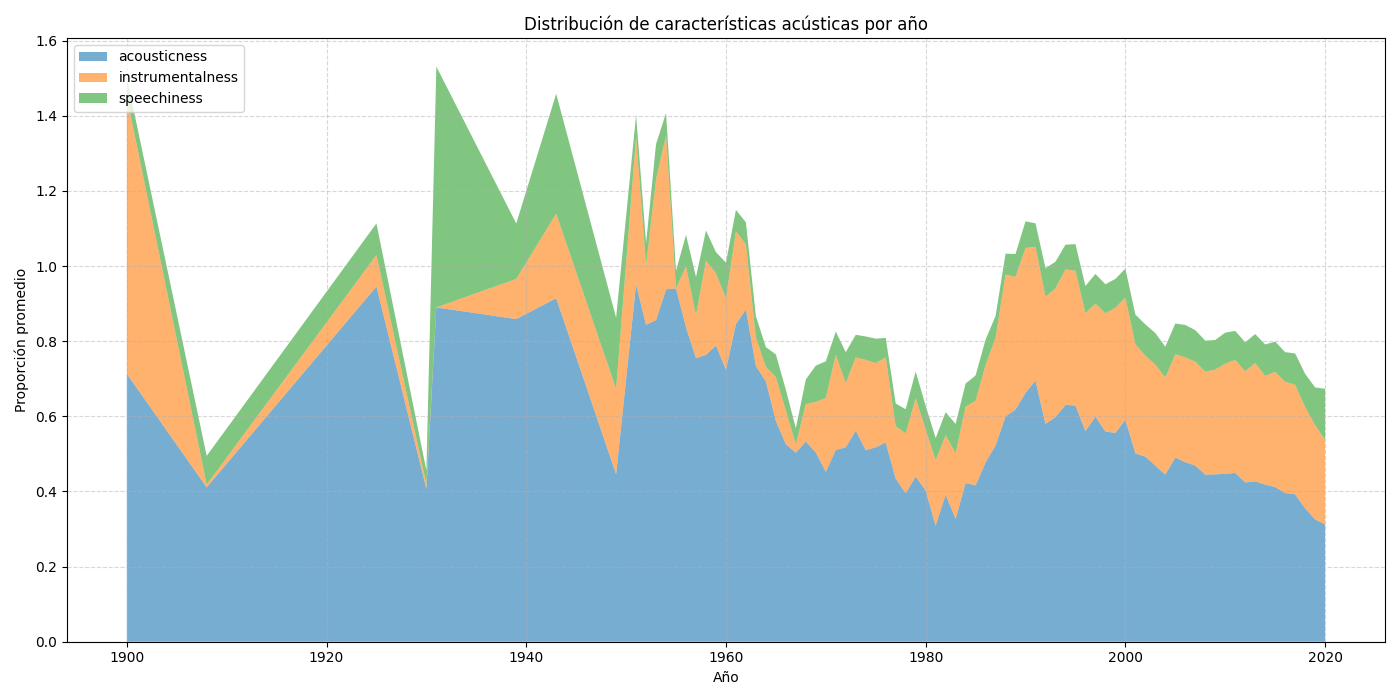 Distribución de características acústicas por año
acousticness
instrumentalness
speechiness
Proporción promedio
1.6
1.4
1.2
1.0
0.8
0.6
0.4
0.2
0.0
1900
1920
1940
1960
1980
2000
2020
Año